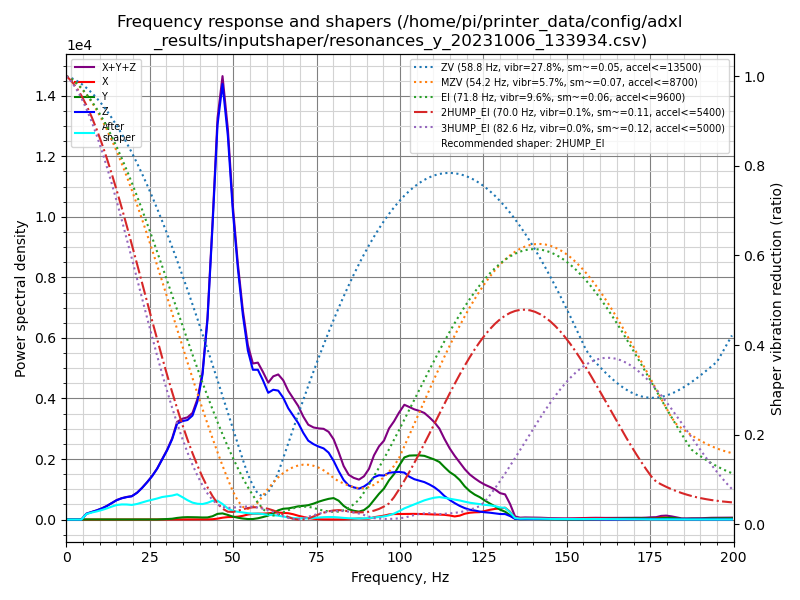 Frequency response and shapers (/home/pi/printer_data/config/adxl
_results/inputshaper/resonances_y_20231006_133934.csv)
1e4
X+Y+Z
X
Y
Z
After
shaper
ZV (58.8 Hz, vibr=27.8%, sm~=0.05, accel<=13500)
MZV (54.2 Hz, vibr=5.7%, sm~=0.07, accel<=8700)
EI (71.8 Hz, vibr=9.6%, sm~=0.06, accel<=9600)
2HUMP_EI (70.0 Hz, vibr=0.1%, sm~=0.11, accel<=5400)
3HUMP_EI (82.6 Hz, vibr=0.0%, sm~=0.12, accel<=5000)
Recommended shaper: 2HUMP_EI
Power spectral density
1.4
1.2
1.0
0.8
0.6
0.4
0.2
0.0
1.0
0.8
0.6
0.4
0.2
0.0
Shaper vibration reduction (ratio)
0 25 50 75 100 125 150 175 200
Frequency, Hz